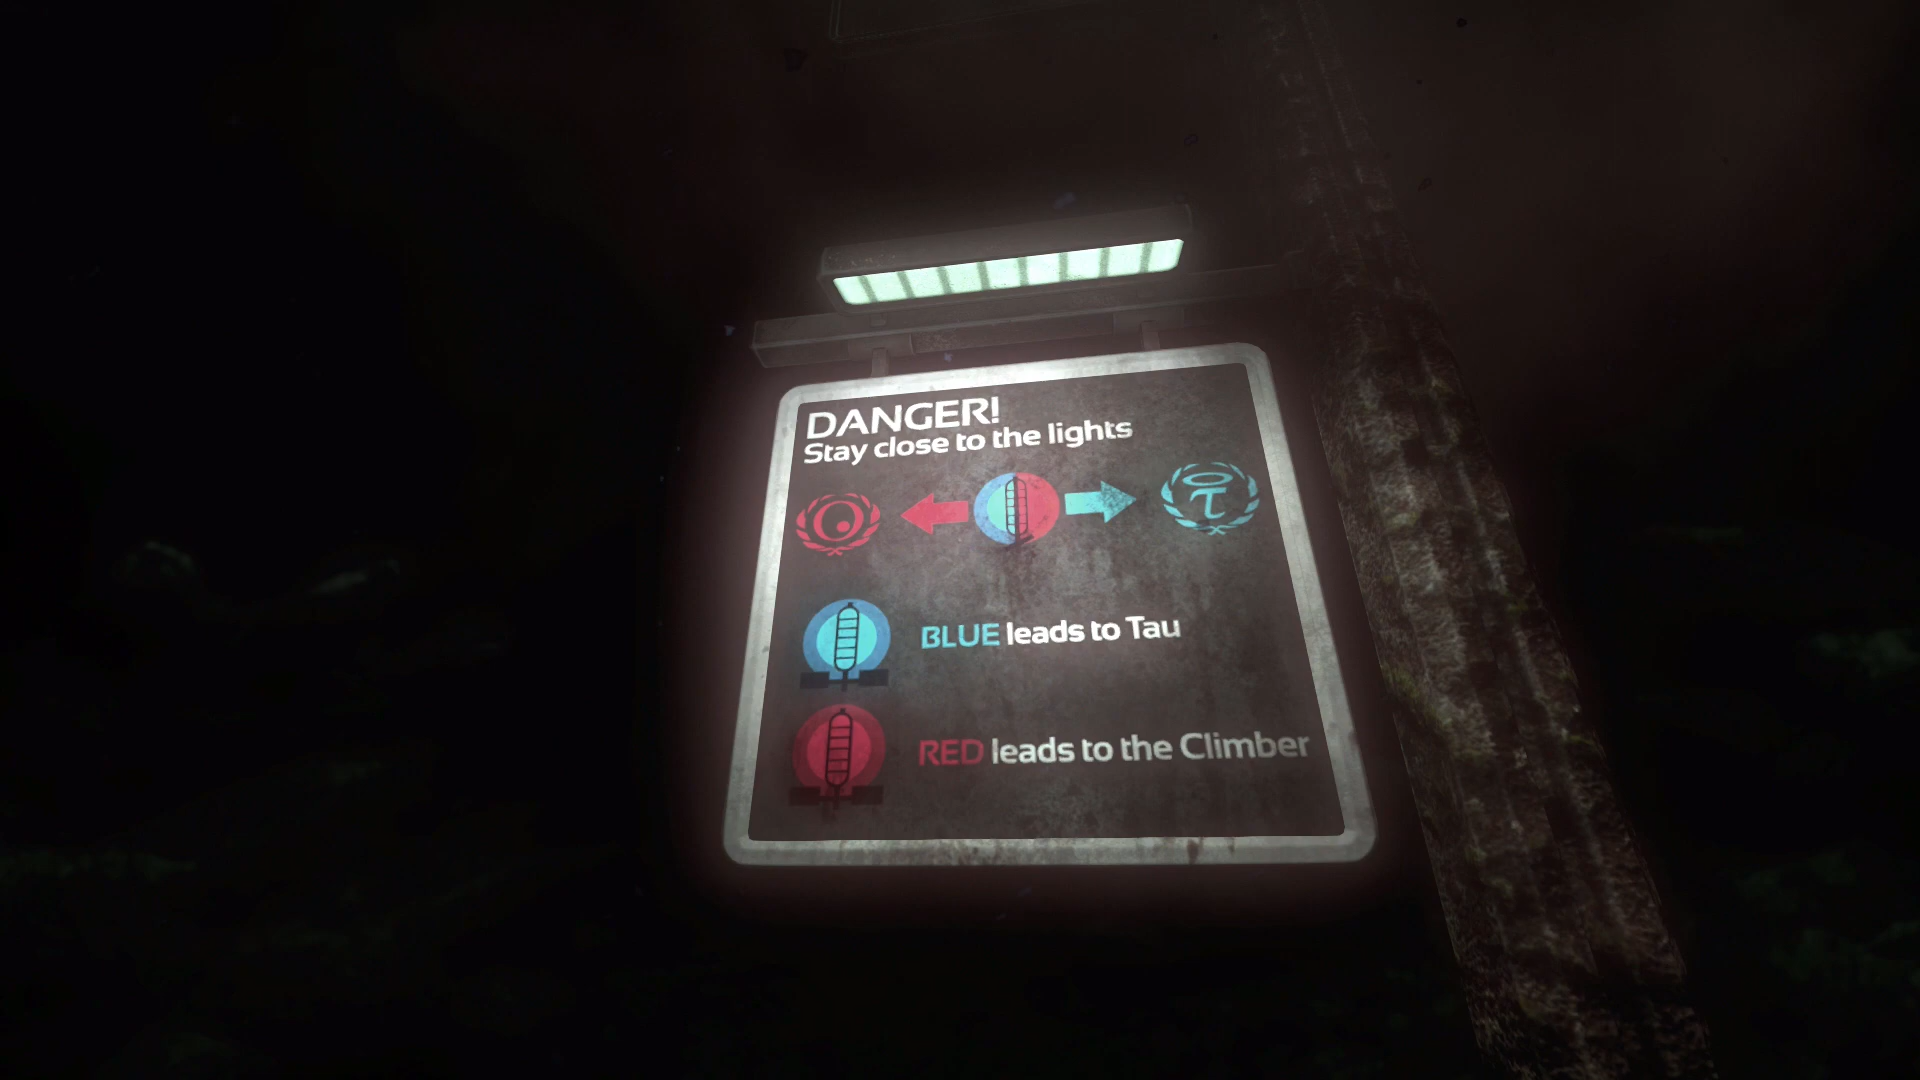 DANGER!
Stay close to the lights
τ
BLUE leads to Tau
RED leads to the Climber